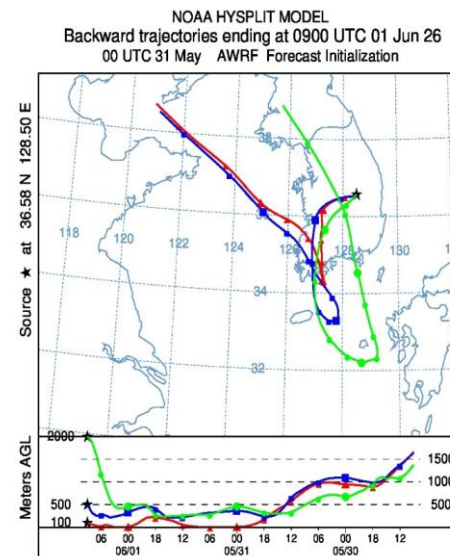 NOAA HYSPLIT MODEL
Backward trajectories ending at 0900 UTC 01 Jun 26
00 UTC 31 May AWRF Forecast Initialization
Source ★ at 36.58 N 128.50 E
38
118 120 122 124 126 128 130
34
32
Meters AGL
2000
500
100
1500
1000
500
06 00 18 12 06 00 18 12 06 00 18 12
06/01 05/31 05/30